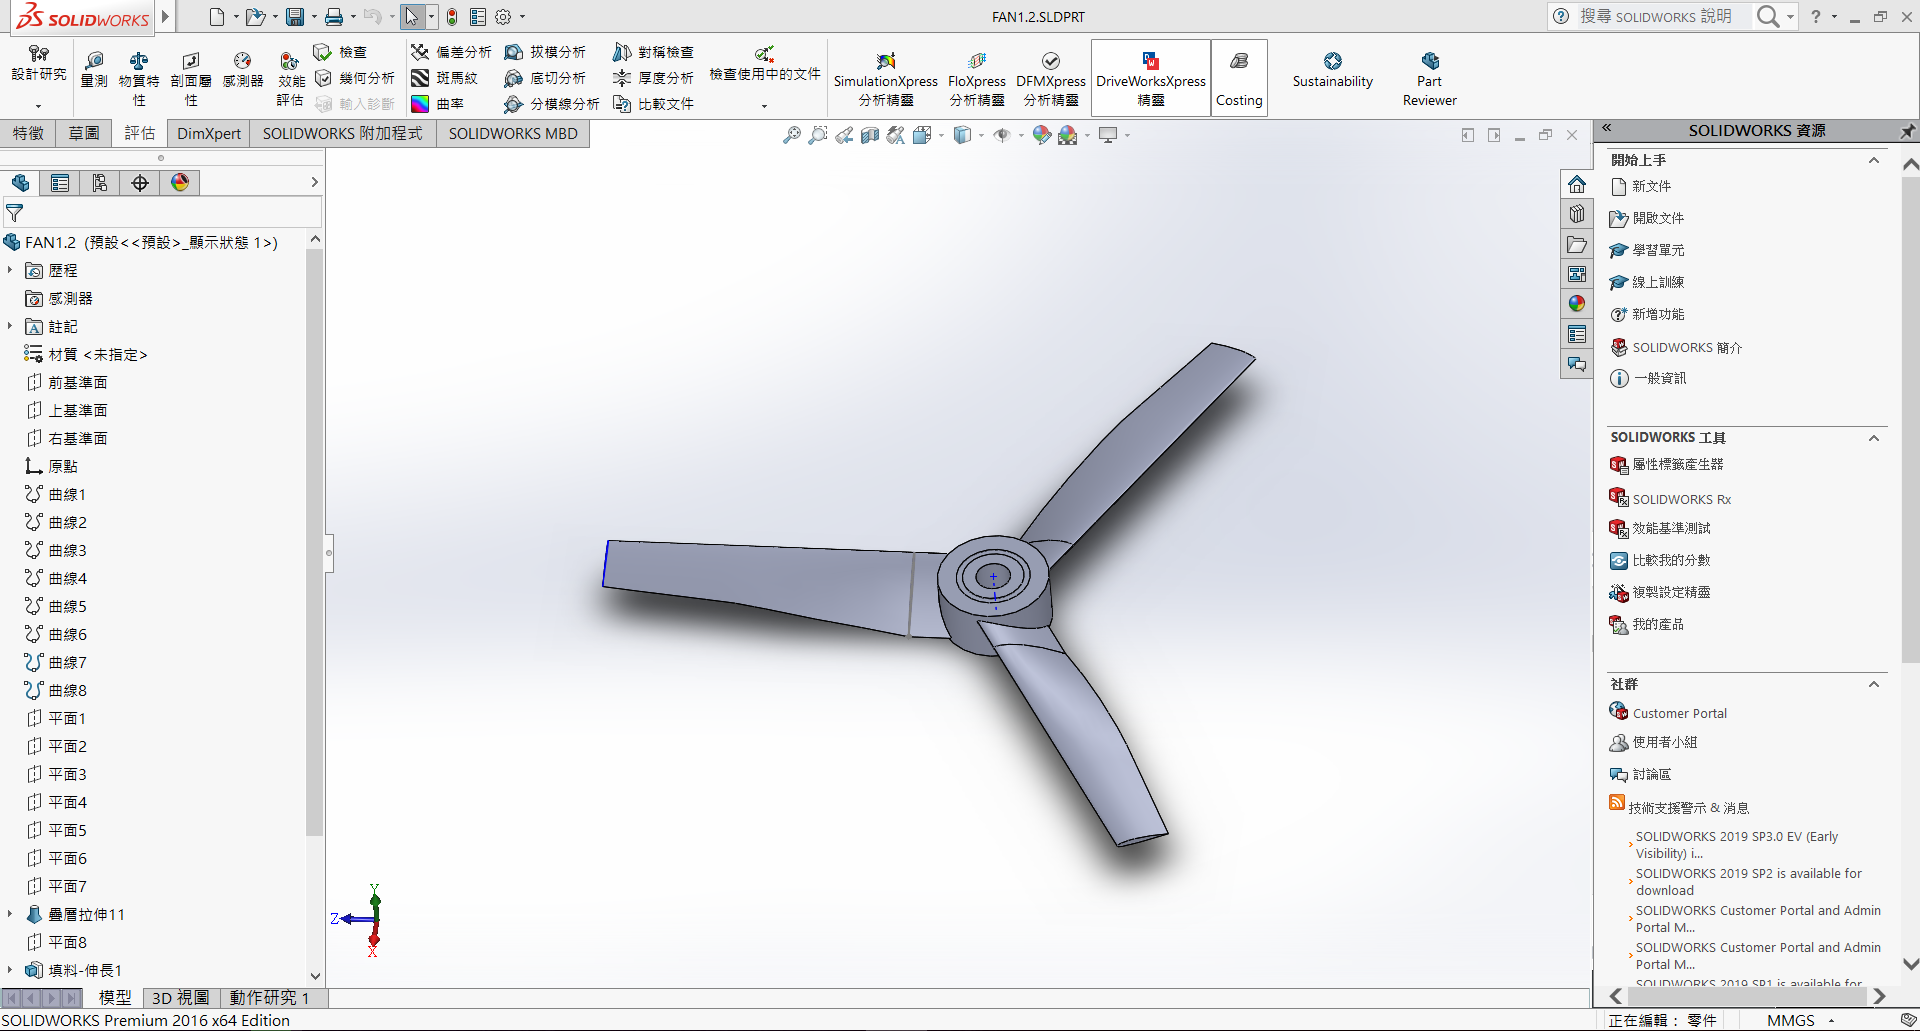 SOLIDWORKS
FAN1.2.SLDPRT
搜尋 SOLIDWORKS 說明
設計研究
量測
物質特性
剖面屬性
感測器
效能評估
檢查
幾何分析
輸入診斷
偏差分析
斑馬紋
曲率
拔模分析
底切分析
分模線分析
對稱檢查
厚度分析
比較文件
檢查使用中的文件
SimulationXpress
分析精靈
FloXpress
分析精靈
DFMXpress
分析精靈
DriveWorksXpress
精靈
Costing
Sustainability
Part
Reviewer
特徵
草圖
評估
DimXpert
SOLIDWORKS 附加程式
SOLIDWORKS MBD
FAN1.2 (預設<<預設>_顯示狀態 1>)
歷程
感測器
註記
材質 <未指定>
前基準面
上基準面
右基準面
原點
曲線1
曲線2
曲線3
曲線4
曲線5
曲線6
曲線7
曲線8
平面1
平面2
平面3
平面4
平面5
平面6
平面7
疊層拉伸11
平面8
填料-伸長1
Y
Z
X
SOLIDWORKS 資源
開始上手
新文件
開啟文件
學習單元
線上訓練
新增功能
SOLIDWORKS 簡介
一般資訊
SOLIDWORKS 工具
屬性標籤產生器
SOLIDWORKS Rx
效能基準測試
比較我的分數
複製設定精靈
我的產品
社群
Customer Portal
使用者小組
討論區
技術支援警示 & 消息
SOLIDWORKS 2019 SP3.0 EV (Early
Visibility) i...
SOLIDWORKS 2019 SP2 is available for
download
SOLIDWORKS Customer Portal and Admin
Portal M...
SOLIDWORKS Customer Portal and Admin
Portal M...
SOLIDWORKS 2019 SP1 is available for
模型
3D 視圖
動作研究 1
SOLIDWORKS Premium 2016 x64 Edition
正在編輯： 零件
MMGS